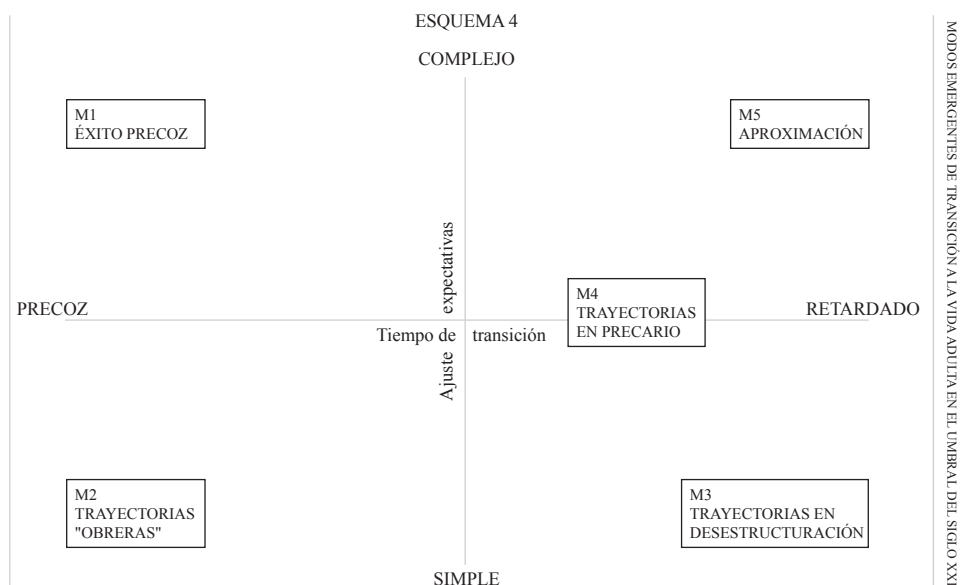 ESQUEMA 4
COMPLEJO
M1
ÉXITO PRECOZ
M5
APROXIMACIÓN
Ajuste expectativas
PRECOZ
M4
TRAYECTORIAS
EN PRECARIO
RETARDADO
Tiempo de transición
M2
TRAYECTORIAS
"OBRERAS"
M3
TRAYECTORIAS EN
DESESTRUCTURACIÓN
SIMPLE
MODOS EMERGENTES DE TRANSICIÓN A LA VIDA ADULTA EN EL UMBRAL DEL SIGLO XXI